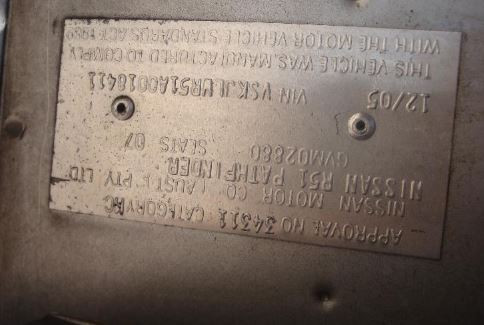 APPROVAL NO 34311 CATEGORY MC
NISSAN MOTOR CO (AUST) PTY LTD
NISSAN R51 PATHFINDER
GVM02880 SEATS 07
12/05 VIN VSKJLWR51A0018411
THIS VEHICLE WAS MANUFACTURED TO COMPLY
WITH THE MOTOR VEHICLE STANDARDS ACT 1989